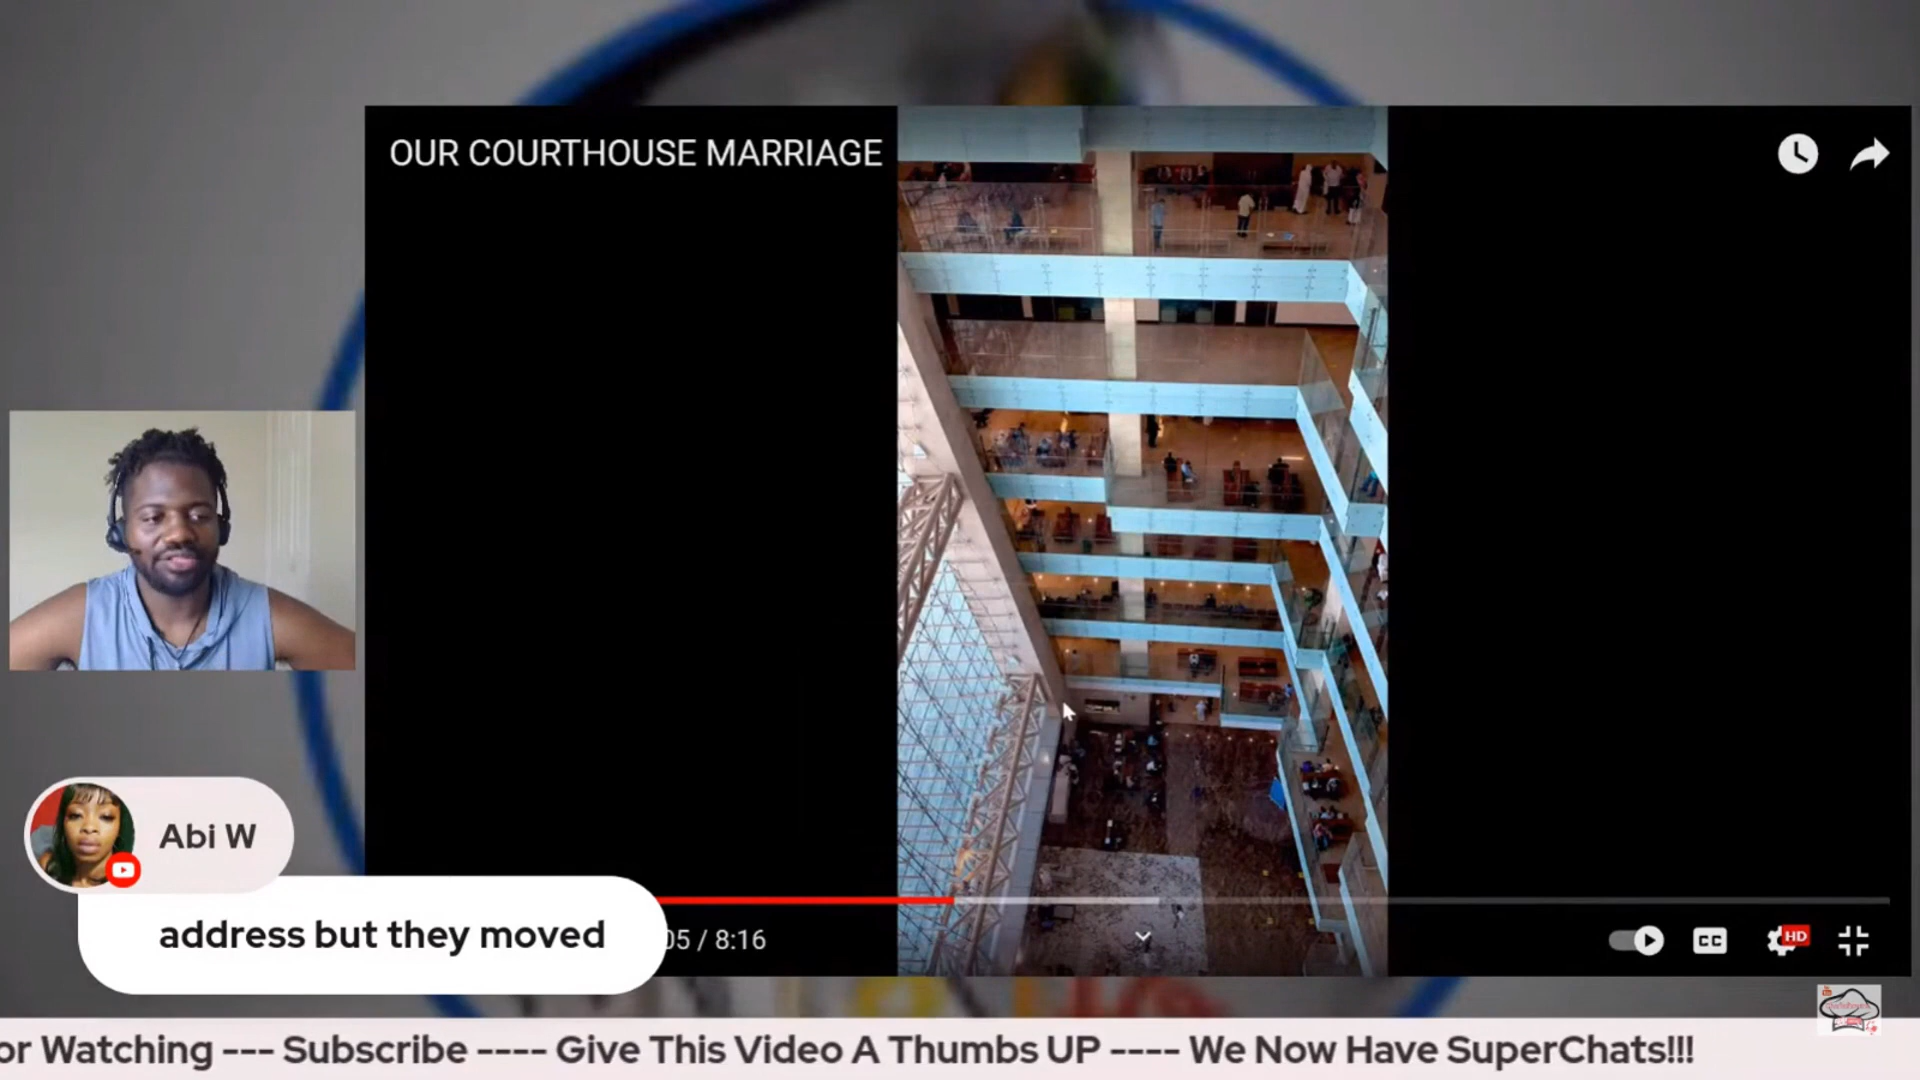 OUR COURTHOUSE MARRIAGE
Abi W
address but they moved
05 / 8:16
CC
HD
or Watching --- Subscribe ---- Give This Video A Thumbs UP ---- We Now Have SuperChats!!!